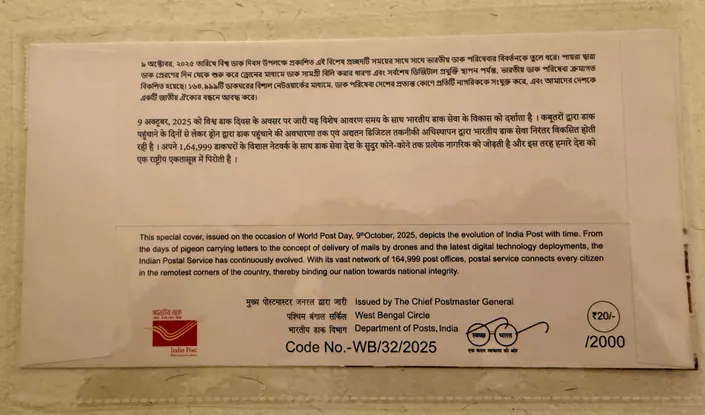 ৯ অক্টোবর, ২০২৫ তারিখে বিশ্ব ডাক দিবস উপলক্ষে প্রকাশিত এই বিশেষ প্রচ্ছদটি সময়ের সাথে সাথে ভারতীয় ডাক পরিষেবার বিবর্তনকে তুলে ধরে। পায়রা দ্বারা
ডাক প্রেরণের দিন থেকে শুরু করে ড্রোনের মাধ্যমে ডাক সামগ্রী বিলি করার ধারণা এবং সর্বশেষ ডিজিটাল প্রযুক্তি স্থাপন পর্যন্ত, ভারতীয় ডাক পরিষেবা ক্রমাগত
বিকশিত হয়েছে। ১৬৪,৯৯৯টি ডাকঘরের বিশাল নেটওয়ার্কের মাধ্যমে, ডাক পরিষেবা দেশের প্রত্যন্ত কোণে প্রতিটি নাগরিককে সংযুক্ত করে, এবং আমাদের দেশকে
একটি জাতীয় ঐক্যের বন্ধনে আবদ্ধ করে।
9 अक्टूबर, 2025 को विश्व डाक दिवस के अवसर पर जारी यह विशेष आवरण समय के साथ भारतीय डाक सेवा के विकास को दर्शाता है । कबूतरों द्वारा डाक
पहुंचाने के दिनों से लेकर ड्रोन द्वारा डाक पहुंचाने की अवधारणा तक एवं अद्यतन डिजिटल तकनीकी अधिस्थापन द्वारा भारतीय डाक सेवा निरंतर विकसित होती
रही है । अपने 1,64,999 डाकघरों के विशाल नेटवर्क के साथ डाक सेवा देश के सुदूर कोने-कोने तक प्रत्येक नागरिक को जोड़ती है और इस तरह हमारे देश को
एक राष्ट्रीय एकतासूत्र में पिरोती है ।
This special cover, issued on the occasion of World Post Day, 9ᵗʰOctober, 2025, depicts the evolution of India Post with time. From
the days of pigeon carrying letters to the concept of delivery of mails by drones and the latest digital technology deployments, the
Indian Postal Service has continuously evolved. With its vast network of 164,999 post offices, postal service connects every citizen
in the remotest corners of the country, thereby binding our nation towards national integrity.
मुख्य पोस्टमास्टर जनरल द्वारा जारी Issued by The Chief Postmaster General
पश्चिम बंगाल सर्किल West Bengal Circle
भारतीय डाक विभाग Department of Posts, India
Code No.-WB/32/2025
भारतीय डाक
India Post
स्वच्छ भारत
एक कदम स्वच्छता की ओर
₹20/-
/2000